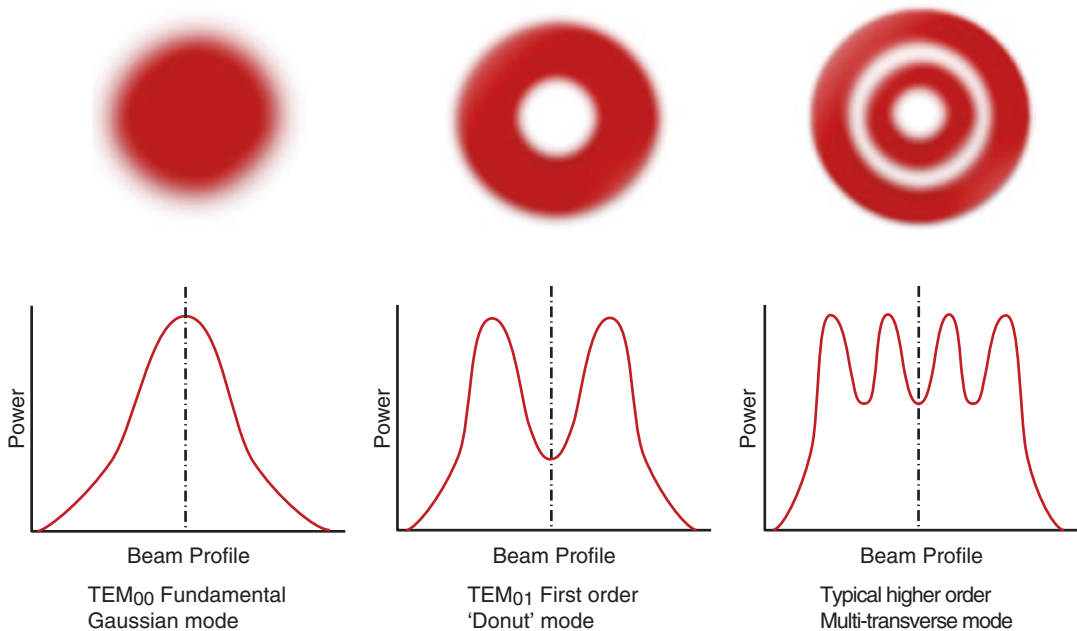 Power
Beam Profile
TEM00 Fundamental
Gaussian mode
Power
Beam Profile
TEM01 First order
‘Donut’ mode
Power
Beam Profile
Typical higher order
Multi-transverse mode